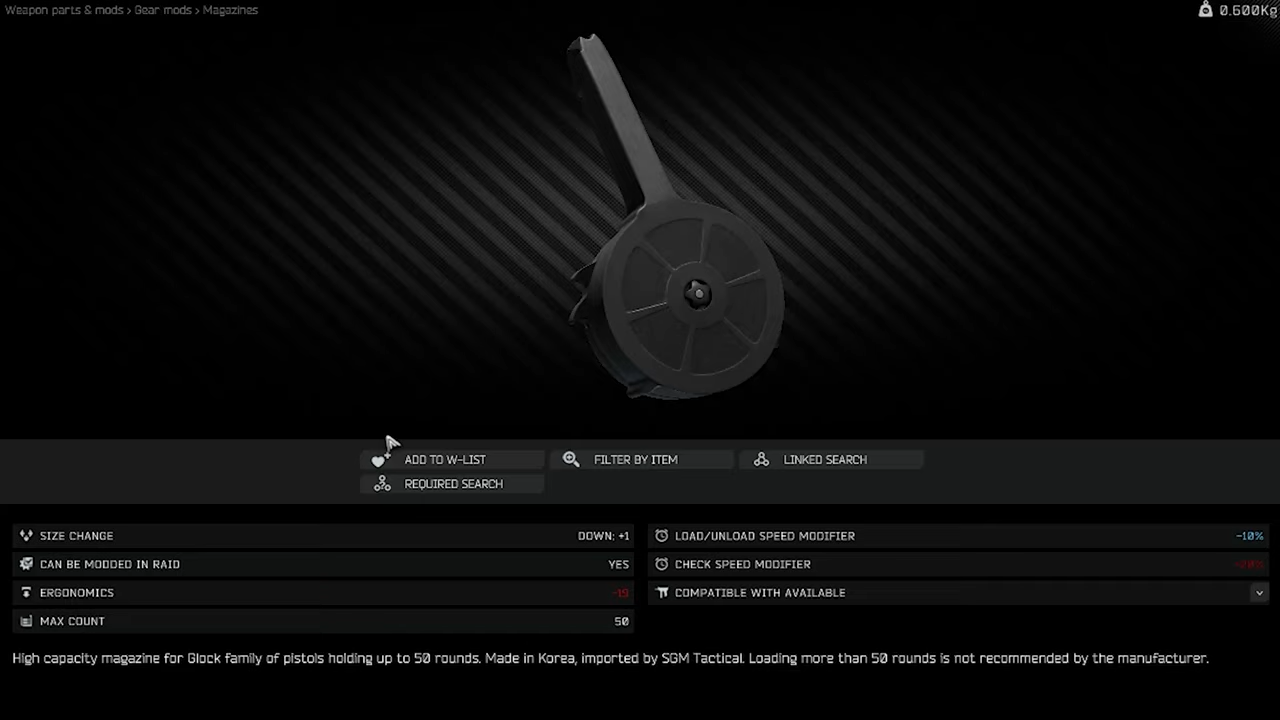 Weapon parts & mods > Gear mods > Magazines
0.600Kg
ADD TO W-LIST
FILTER BY ITEM
LINKED SEARCH
REQUIRED SEARCH
SIZE CHANGE DOWN: +1
LOAD/UNLOAD SPEED MODIFIER -10%
CAN BE MODDED IN RAID YES
CHECK SPEED MODIFIER
ERGONOMICS -19
COMPATIBLE WITH AVAILABLE
MAX COUNT 50
High capacity magazine for Glock family of pistols holding up to 50 rounds. Made in Korea, imported by SGM Tactical. Loading more than 50 rounds is not recommended by the manufacturer.